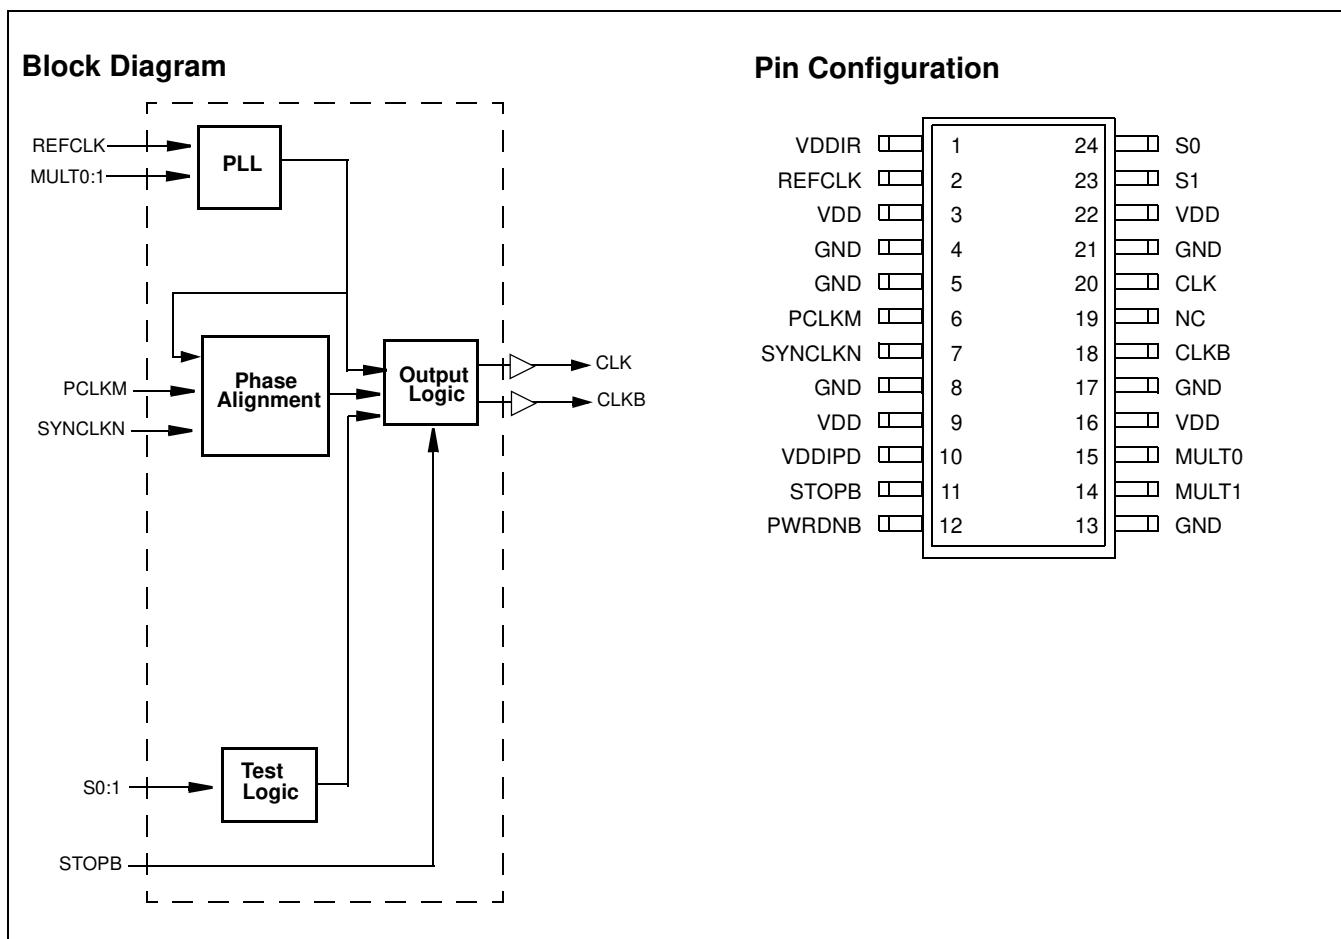 Block Diagram
REFCLK
MULT0:1
PLL
PCLKM
SYNCLKN
Phase
Alignment
Output
Logic
CLK
CLKB
S0:1
Test
Logic
STOPB
Pin Configuration
VDDIR 1 24 S0
REFCLK 2 23 S1
VDD 3 22 VDD
GND 4 21 GND
GND 5 20 CLK
PCLKM 6 19 NC
SYNCLKN 7 18 CLKB
GND 8 17 GND
VDD 9 16 VDD
VDDIPD 10 15 MULT0
STOPB 11 14 MULT1
PWRDNB 12 13 GND